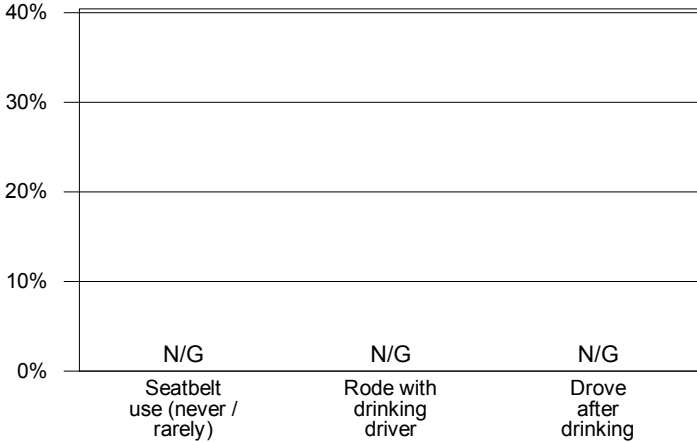 40%
30%
20%
10%
0%
N/G
N/G
N/G
Seatbelt
use (never /
rarely)
Rode with
drinking
driver
Drove
after
drinking